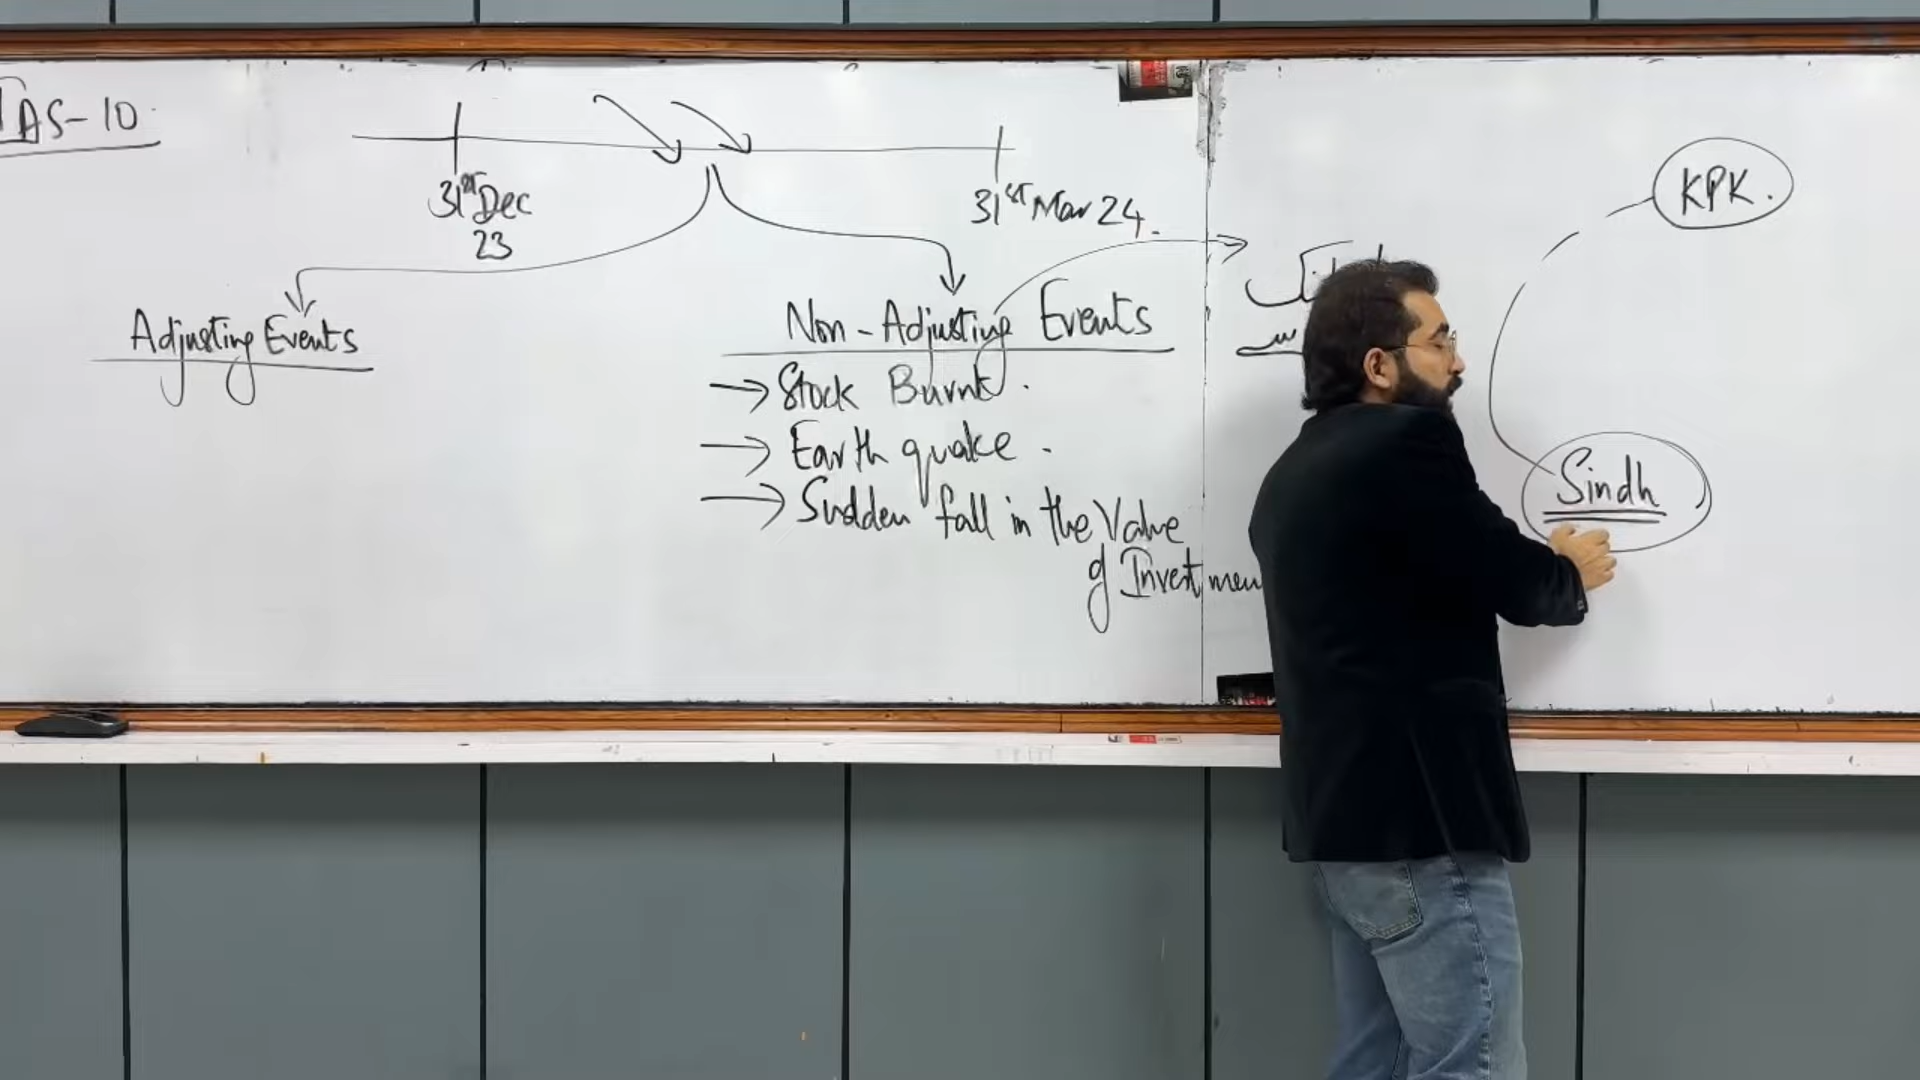 IAS-10
31st Dec
23
31st Mar 24.
Adjusting Events
Non-Adjusting Events
→ Stock Burnt.
→ Earth quake.
→ Sudden fall in the Value
of Investmen
KPK.
Sindh